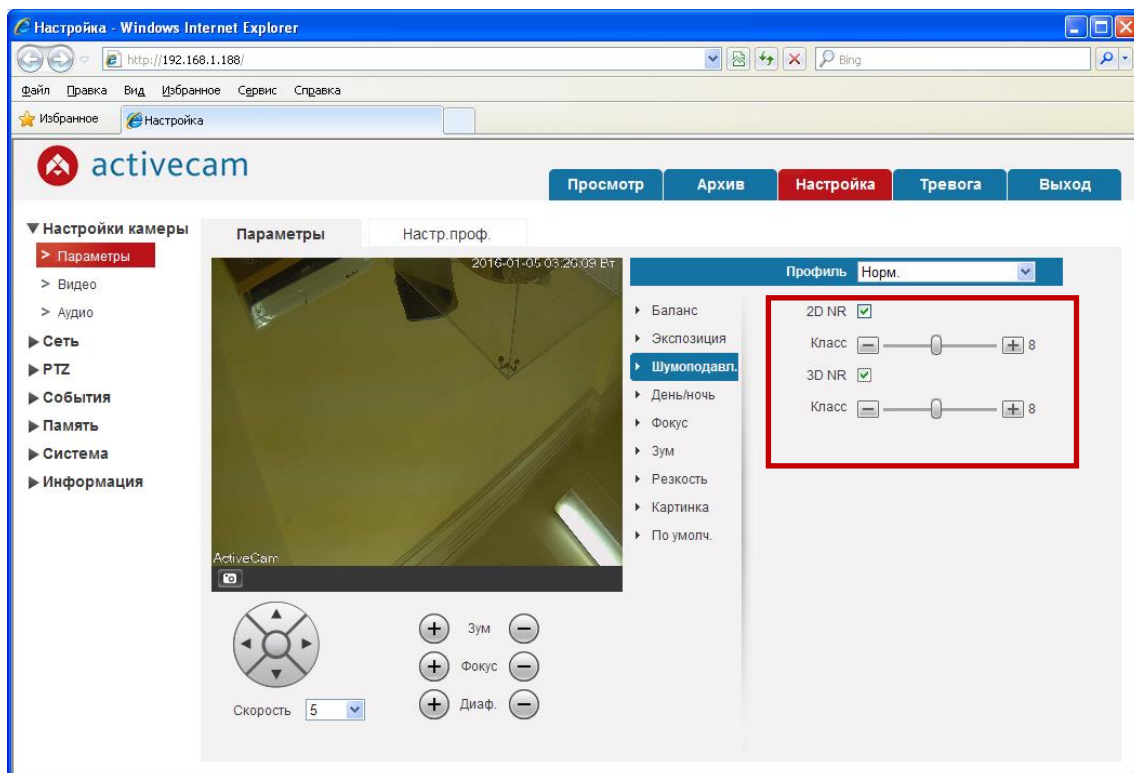 Настройка - Windows Internet Explorer
http://192.168.1.188/
Bing
Файл Правка Вид Избранное Сервис Справка
Избранное
Настройка
activecam
Просмотр Архив Настройка Тревога Выход
Настройки камеры
> Параметры
> Видео
> Аудио
Сеть
PTZ
События
Память
Система
Информация
Параметры Настр.проф.
2016-01-05 03:26:09 Вт
ActiveCam
Профиль Норм.
Баланс
Экспозиция
Шумоподавл.
День/ночь
Фокус
Зум
Резкость
Картинка
По умолч.
2D NR
Класс 8
3D NR
Класс 8
Зум
Фокус
Диаф.
Скорость 5